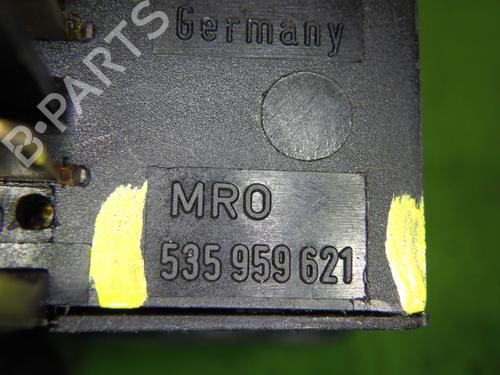 Germany
B-PARTS
MRO
535 959 621